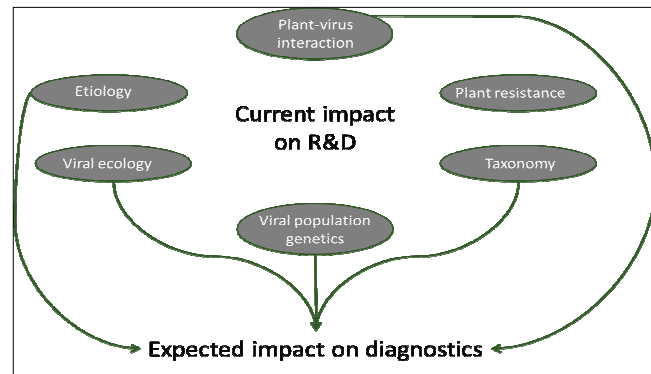 Plant-virus
interaction
Etiology
Plant resistance
Current impact
on R&D
Viral ecology
Taxonomy
Viral population
genetics
Expected impact on diagnostics